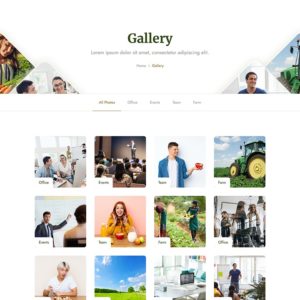 Gallery
Lorem ipsum dolor sit amet, consectetur adipiscing elit.
Home | Gallery
All Photos Office Events Team Farm
Office Events Team Farm
Events Team Farm Office